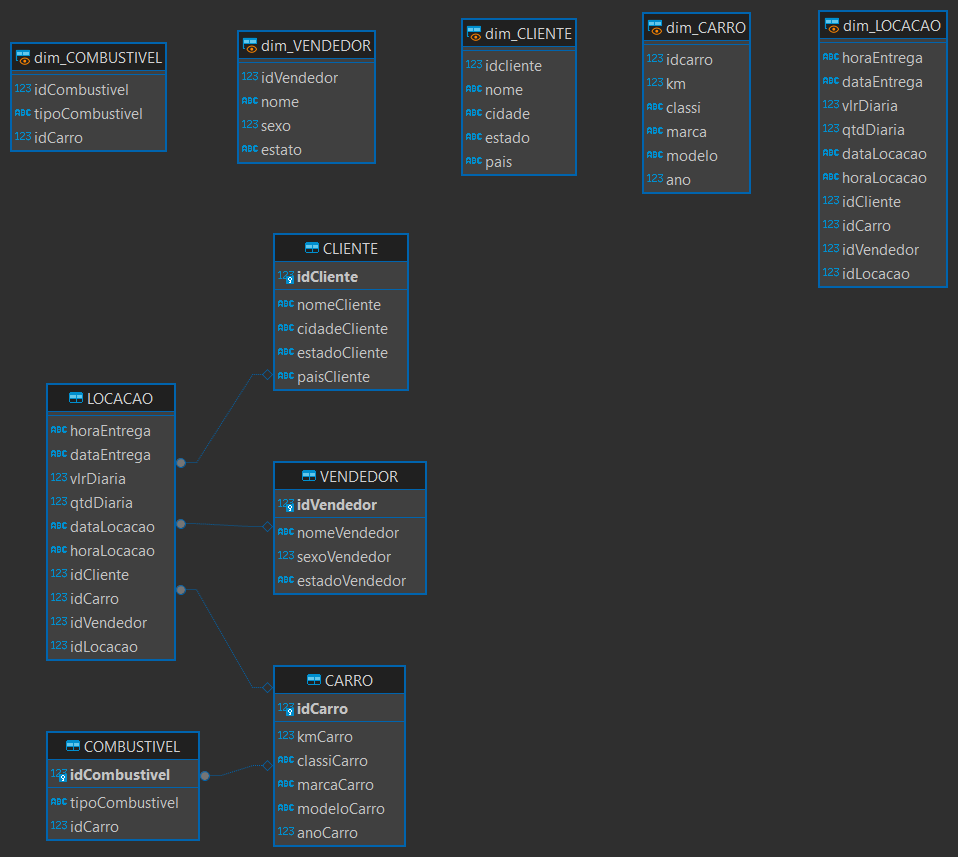 dim_COMBUSTIVEL
123 idCombustivel
ABC tipoCombustivel
123 idCarro
dim_VENDEDOR
123 idVendedor
ABC nome
123 sexo
ABC estato
dim_CLIENTE
123 idcliente
ABC nome
ABC cidade
ABC estado
ABC pais
dim_CARRO
123 idcarro
123 km
ABC classi
ABC marca
ABC modelo
123 ano
dim_LOCACAO
ABC horaEntrega
ABC dataEntrega
123 vlrDiaria
123 qtdDiaria
ABC dataLocacao
ABC horaLocacao
123 idCliente
123 idCarro
123 idVendedor
123 idLocacao
CLIENTE
123 idCliente
ABC nomeCliente
ABC cidadeCliente
ABC estadoCliente
ABC paisCliente
LOCACAO
ABC horaEntrega
ABC dataEntrega
123 vlrDiaria
123 qtdDiaria
ABC dataLocacao
ABC horaLocacao
123 idCliente
123 idCarro
123 idVendedor
123 idLocacao
VENDEDOR
123 idVendedor
ABC nomeVendedor
123 sexoVendedor
ABC estadoVendedor
CARRO
123 idCarro
123 kmCarro
ABC classiCarro
ABC marcaCarro
ABC modeloCarro
123 anoCarro
COMBUSTIVEL
123 idCombustivel
ABC tipoCombustivel
123 idCarro